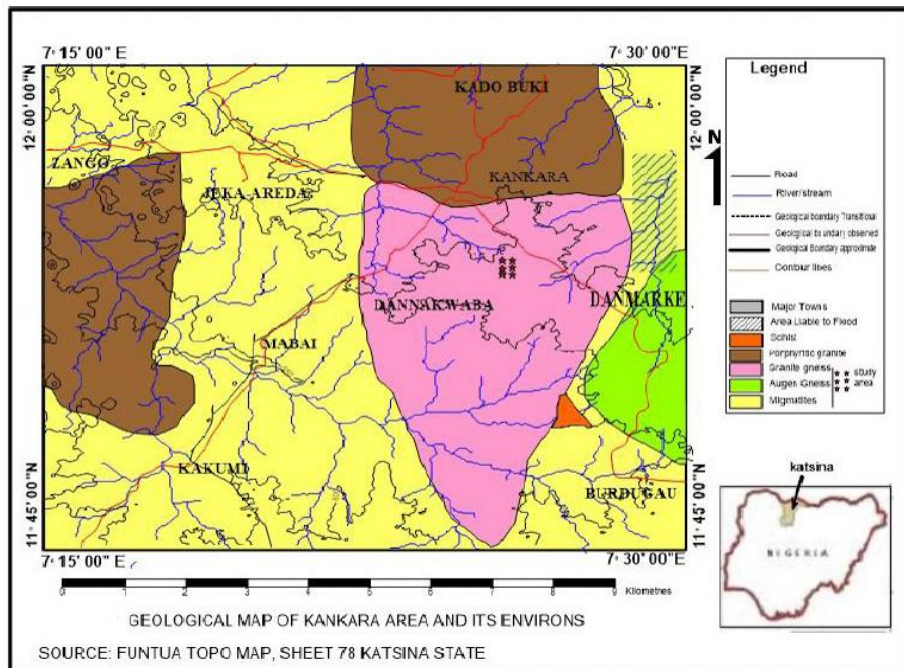 7° 15' 00" E
7° 30' 00" E
12° 00' 00"N
12° 00' 00"N
KADO BUKI
ZANGO
JEKA-AREDA
KANKARA
DANNAKWABA
DANMARKE
MABAI
KAKUMI
BURDUGAU
11° 45' 00"N
11° 45' 00"N
7° 15' 00" E
7° 30' 00" E
N
Legend
Road
River/stream
Geological boundary Transitional
Geological boundary observed
Geological Boundary approximate
Contour lines
Major Towns
Area Liable to Flood
Schist
Porphyritic granite
Granite gneiss
study
area
Augen Gneiss
Migmatites
katsina
NIGERIA
0 1 2 3 4 5 6 7 8 9 Kilometres
GEOLOGICAL MAP OF KANKARA AREA AND ITS ENVIRONS
SOURCE: FUNTUA TOPO MAP, SHEET 78 KATSINA STATE